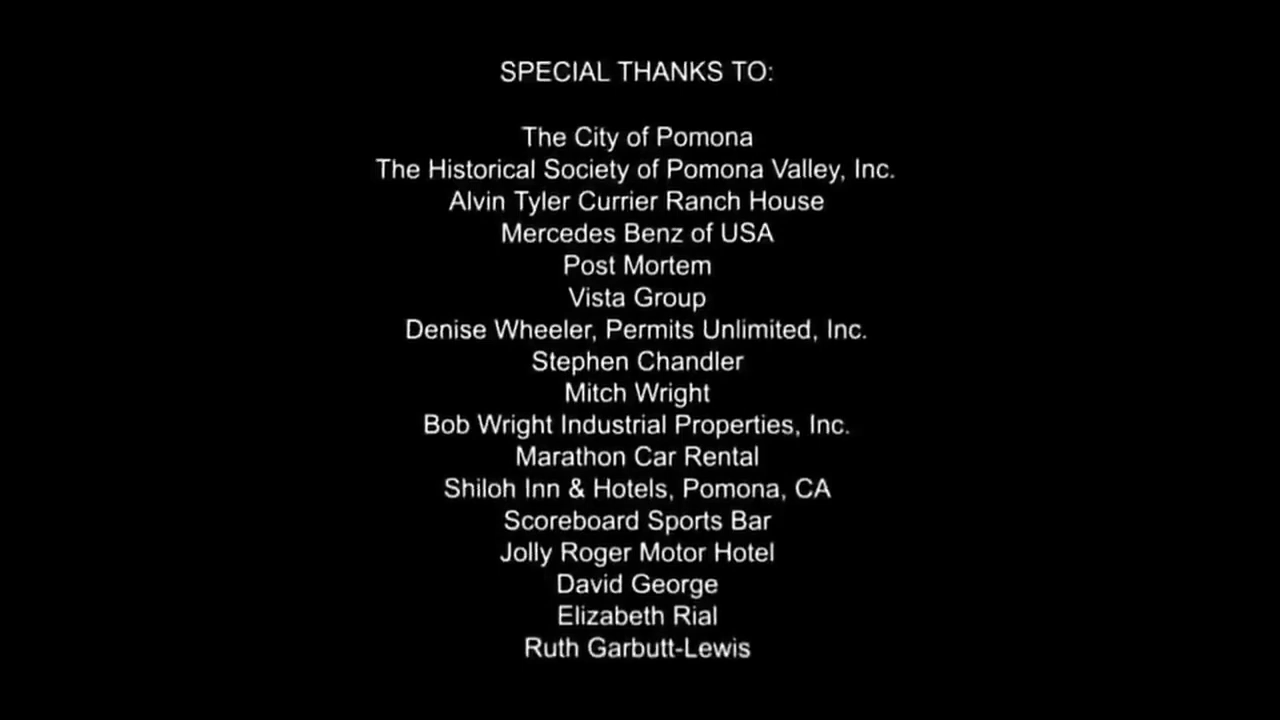 SPECIAL THANKS TO:
The City of Pomona
The Historical Society of Pomona Valley, Inc.
Alvin Tyler Currier Ranch House
Mercedes Benz of USA
Post Mortem
Vista Group
Denise Wheeler, Permits Unlimited, Inc.
Stephen Chandler
Mitch Wright
Bob Wright Industrial Properties, Inc.
Marathon Car Rental
Shiloh Inn & Hotels, Pomona, CA
Scoreboard Sports Bar
Jolly Roger Motor Hotel
David George
Elizabeth Rial
Ruth Garbutt-Lewis